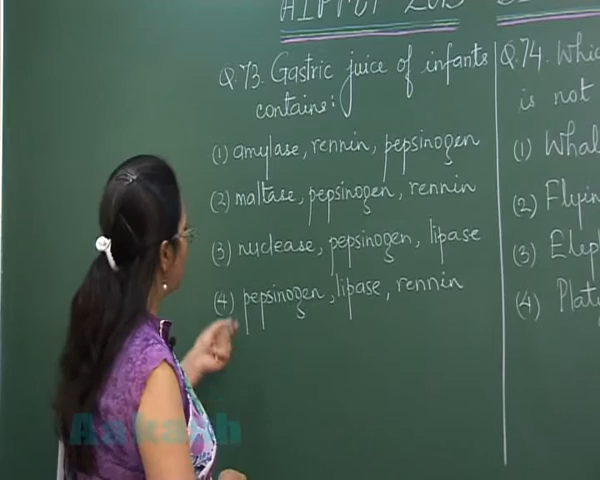 AIPMT 2015
Q.73. Gastric juice of infants
contains:
(1) amylase, rennin, pepsinogen
(2) maltase, pepsinogen, rennin
(3) nuclease, pepsinogen, lipase
(4) pepsinogen, lipase, rennin
Q.74. Whic
is not
(1) Whal
(2) Flyin
(3) Elep
(4) Platy
Aakash